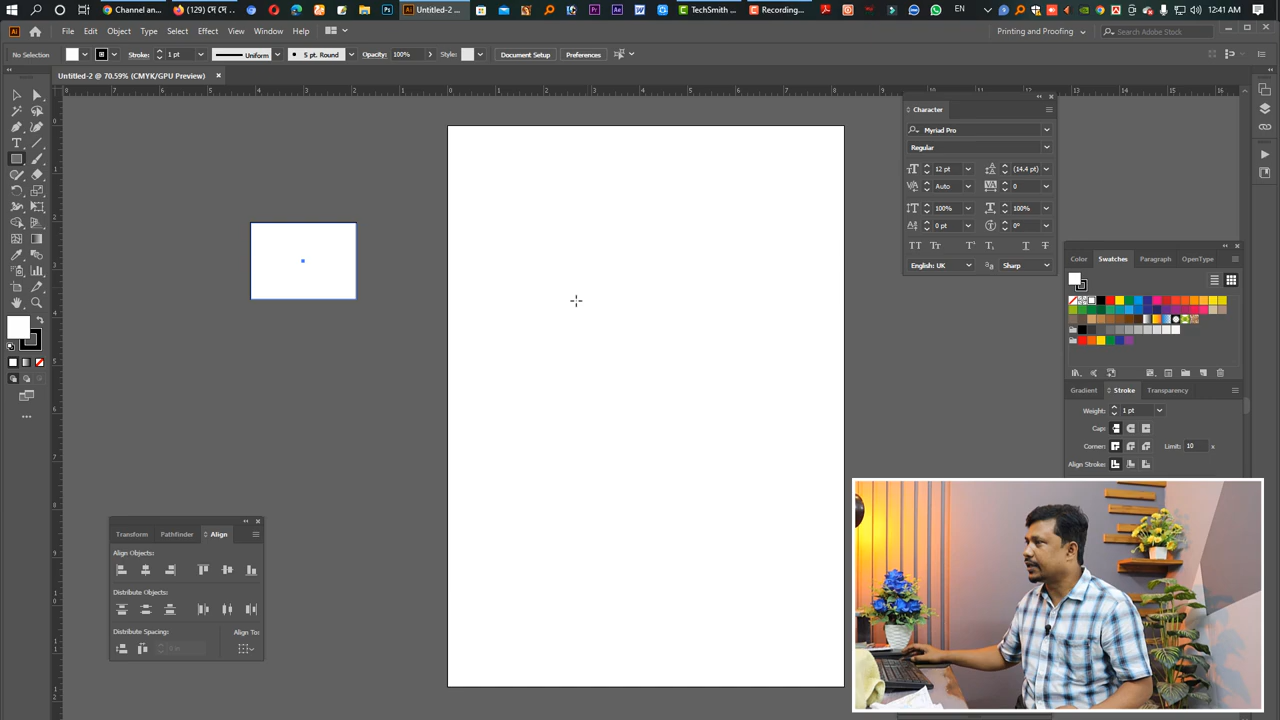 Channel an...
(129) সে সে...
Untitled-2 ...
TechSmith ...
Recording...
EN
12:41 AM
File Edit Object Type Select Effect View Window Help
Printing and Proofing
Search Adobe Stock
No Selection
Stroke:
1 pt
Uniform
5 pt. Round
Opacity:
100%
Style:
Document Setup
Preferences
Untitled-2 @ 70.59% (CMYK/GPU Preview)
Character
Myriad Pro
Regular
12 pt
(14.4 pt)
Auto
0
100%
100%
0 pt
0°
English: UK
Sharp
Color Swatches Paragraph OpenType
Gradient Stroke Transparency
Weight:
1 pt
Cap:
Corner:
Limit:
10
x
Align Stroke:
Transform Pathfinder Align
Align Objects:
Distribute Objects:
Distribute Spacing:
Align To: